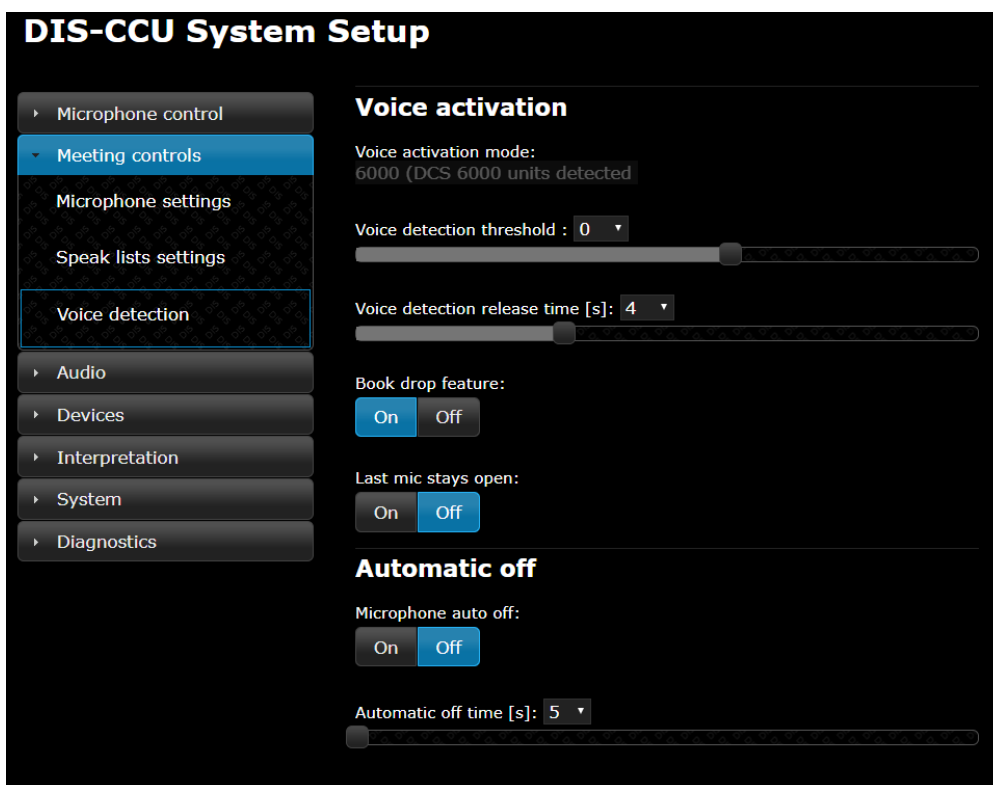 DIS-CCU System Setup
Microphone control
Meeting controls
Microphone settings
Speak lists settings
Voice detection
Audio
Devices
Interpretation
System
Diagnostics
Voice activation
Voice activation mode:
6000 (DCS 6000 units detected
Voice detection threshold : 0
Voice detection release time [s]: 4
Book drop feature:
On Off
Last mic stays open:
On Off
Automatic off
Microphone auto off:
On Off
Automatic off time [s]: 5